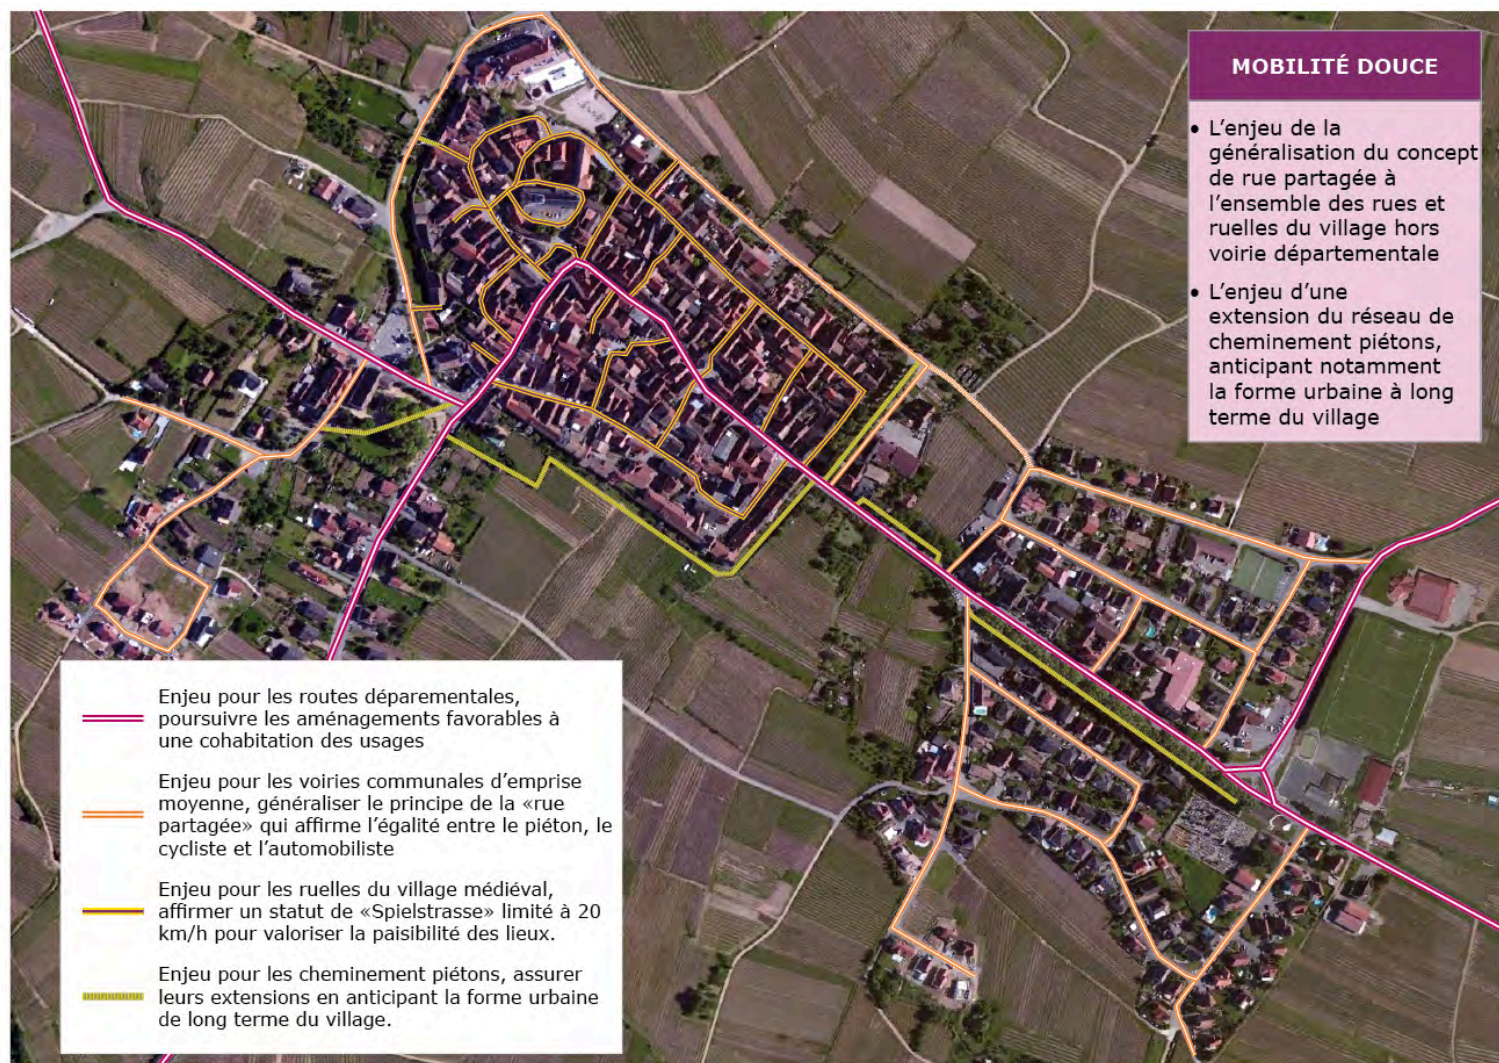 MOBILITÉ DOUCE
• L’enjeu de la
généralisation du concept
de rue partagée à
l’ensemble des rues et
ruelles du village hors
voirie départementale
• L’enjeu d’une
extension du réseau de
cheminement piétons,
anticipant notamment
la forme urbaine à long
terme du village
Enjeu pour les routes déparementales,
poursuivre les aménagements favorables à
une cohabitation des usages
Enjeu pour les voiries communales d’emprise
moyenne, généraliser le principe de la «rue
partagée» qui affirme l’égalité entre le piéton, le
cycliste et l’automobiliste
Enjeu pour les ruelles du village médiéval,
affirmer un statut de «Spielstrasse» limité à 20
km/h pour valoriser la paisibilité des lieux.
Enjeu pour les cheminement piétons, assurer
leurs extensions en anticipant la forme urbaine
de long terme du village.